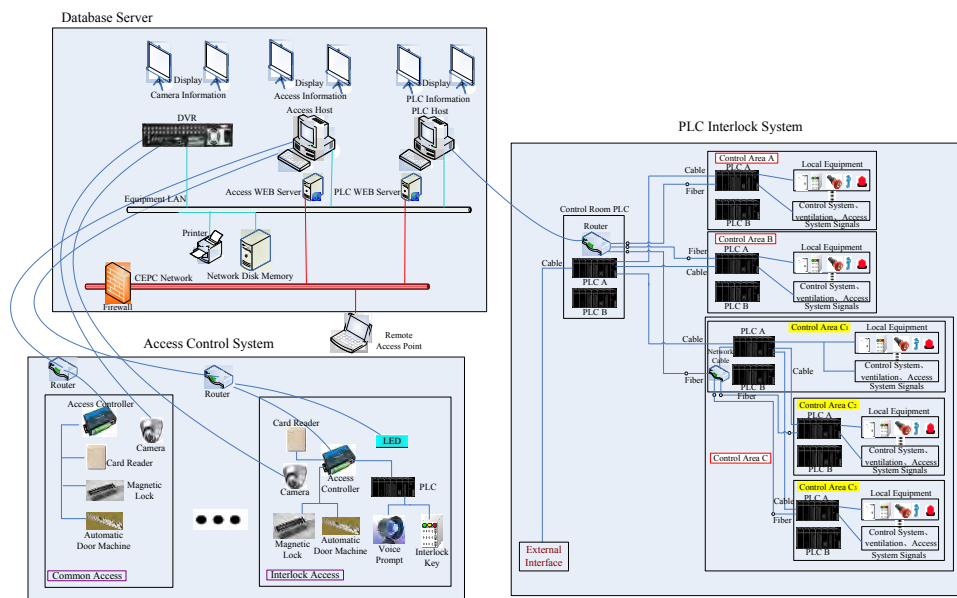 Database Server
Display
Camera Information
Display
Access Information
Display
PLC Information
DVR
Access Host
PLC Host
Access WEB Server
PLC WEB Server
Equipment LAN
Printer
Network Disk Memory
CEPC Network
Firewall
Remote
Access Point
Access Control System
Router
Router
Access Controller
Camera
Card Reader
Magnetic
Lock
Automatic
Door Machine
Common Access
Card Reader
LED
Camera
Access
Controller
PLC
Magnetic
Lock
Automatic
Door Machine
Voice
Prompt
Interlock
Key
Interlock Access
PLC Interlock System
Control Room PLC
Router
PLC A
PLC B
External
Interface
Control Area A
PLC A
PLC B
Cable
Fiber
Local Equipment
Control System、
ventilation、Access
System Signals
Control Area B
PLC A
PLC B
Fiber
Cable
Local Equipment
Control System、
ventilation、Access
System Signals
Control Area C1
PLC A
Cable
Network
Cable
Fiber
PLC B
Fiber
Cable
Local Equipment
Control System、
ventilation、Access
System Signals
Control Area C
Control Area C2
PLC A
PLC B
Local Equipment
Control System、
ventilation、Access
System Signals
Control Area C3
PLC A
Cable
Fiber
PLC B
Local Equipment
Control System、
ventilation、Access
System Signals